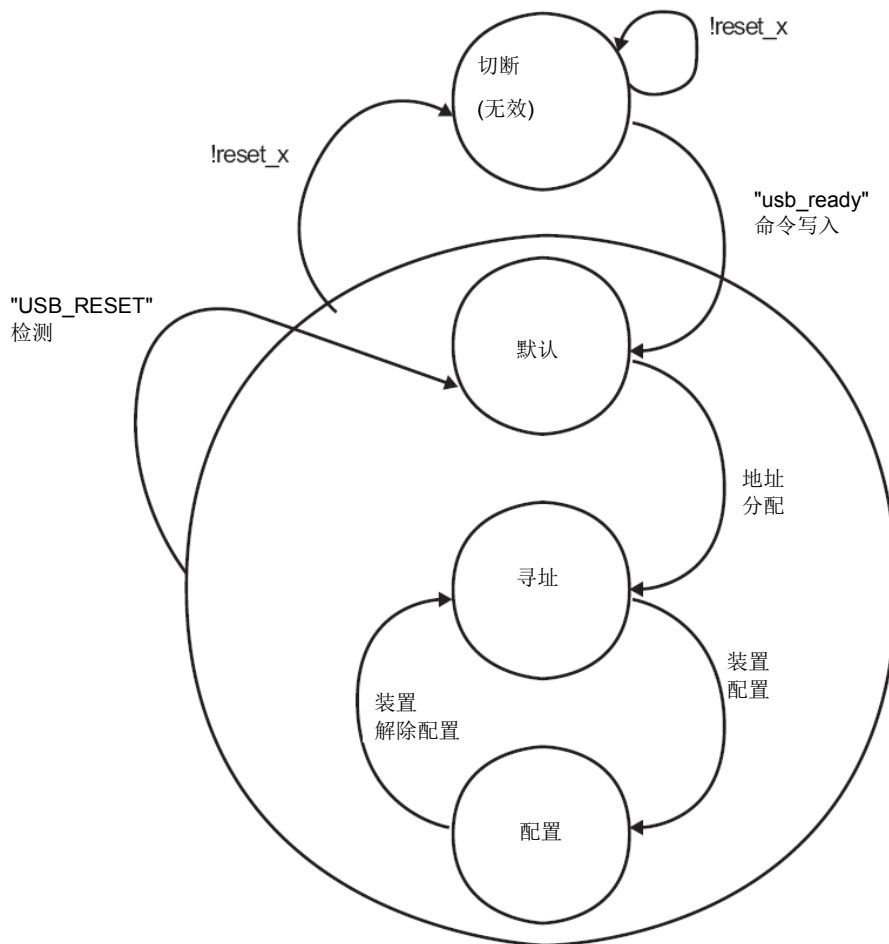 !reset_x
切断
(无效)
!reset_x
"usb_ready"
命令写入
"USB_RESET"
检测
默认
地址
分配
寻址
装置
配置
装置
解除配置
配置